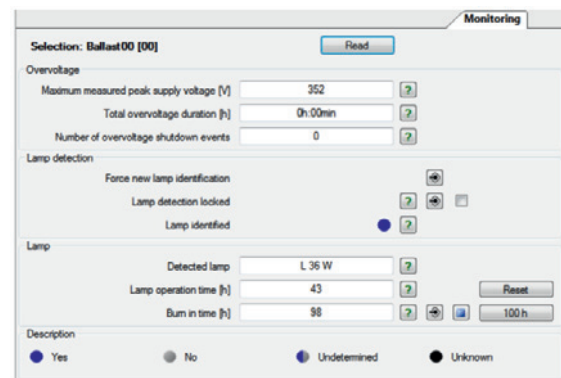 Monitoring
Selection: Ballast00 [00] Read
Overvoltage
Maximum measured peak supply voltage [V] 352 ?
Total overvoltage duration [h] 0h:00min ?
Number of overvoltage shutdown events 0 ?
Lamp detection
Force new lamp identification
Lamp detection locked ?
Lamp identified ?
Lamp
Detected lamp L 36 W ?
Lamp operation time [h] 43 ? Reset
Burn in time [h] 98 ? 100 h
Description
Yes No Undetermined Unknown